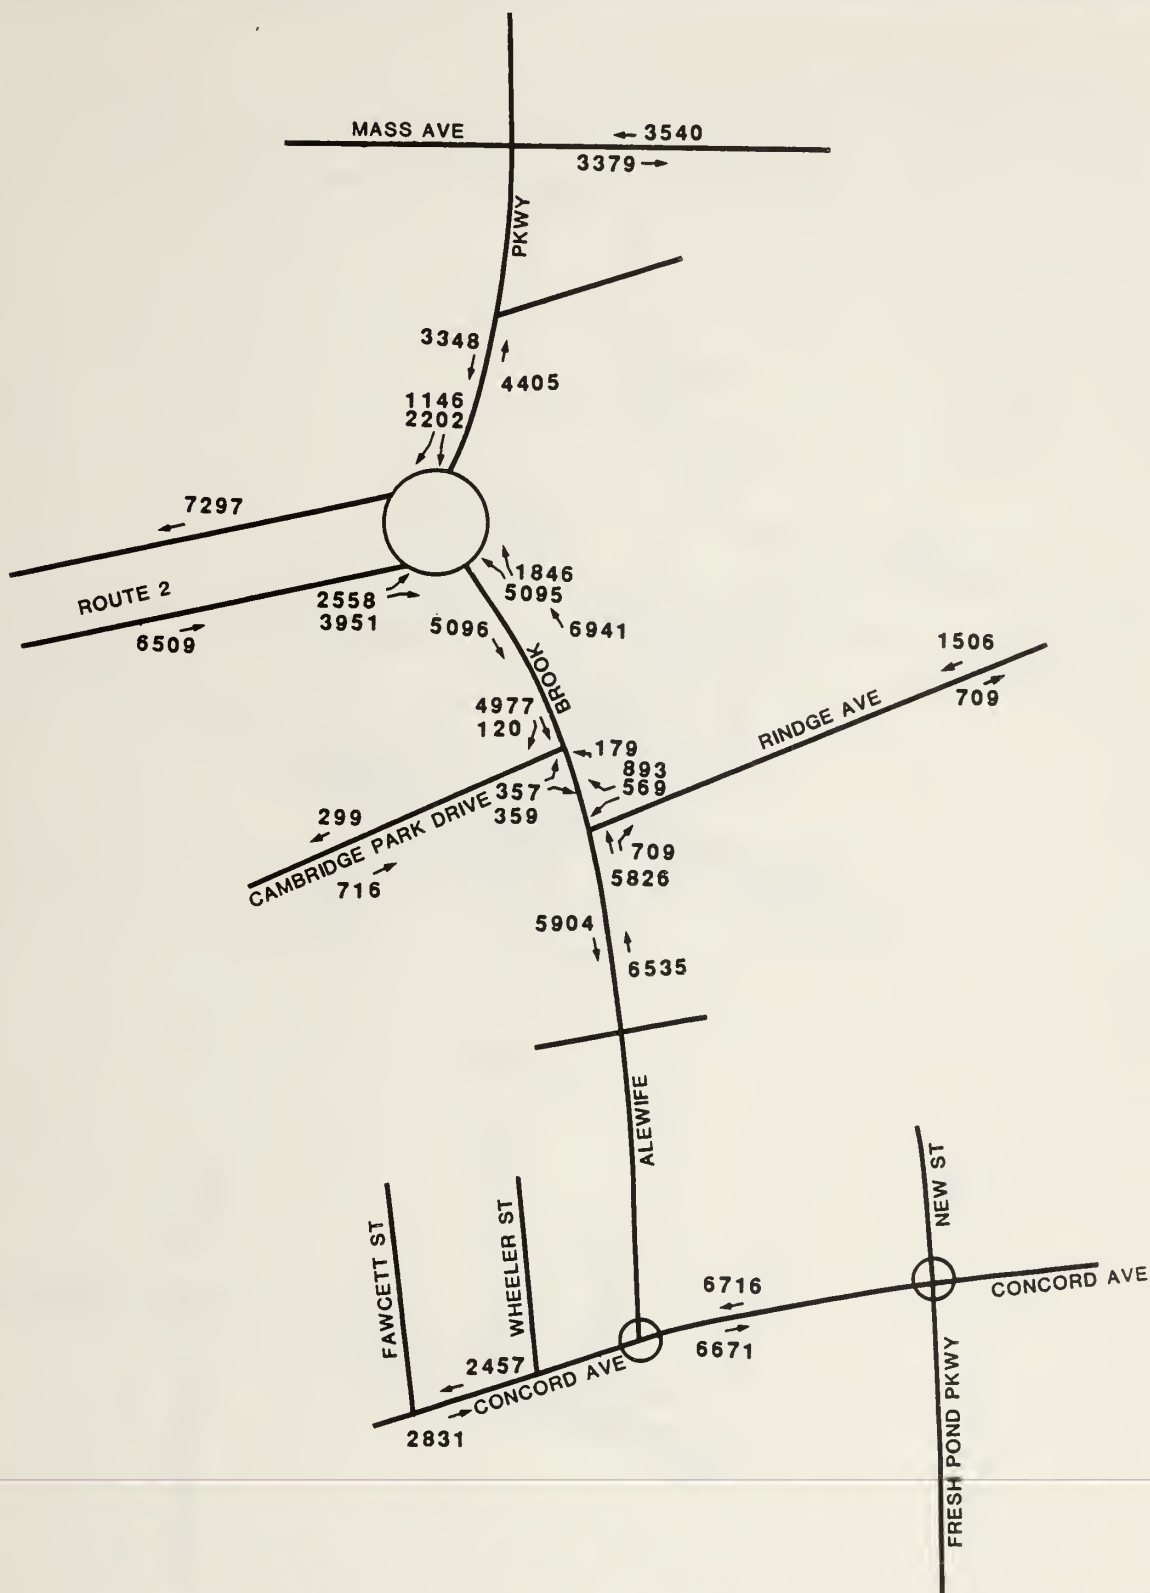 MASS AVE
3540
3379
PKWY
3348
4405
1146
2202
7297
ROUTE 2
2558
3951
6509
1846
5095
5096
6941
BROOK
1506
709
RINDGE AVE
4977
120
179
893
569
357
359
299
CAMBRIDGE PARK DRIVE
716
709
5826
5904
6535
ALEWIFE
NEW ST
FAWCETT ST
WHEELER ST
6716
6671
CONCORD AVE
2457
CONCORD AVE
2831
FRESH POND PKWY